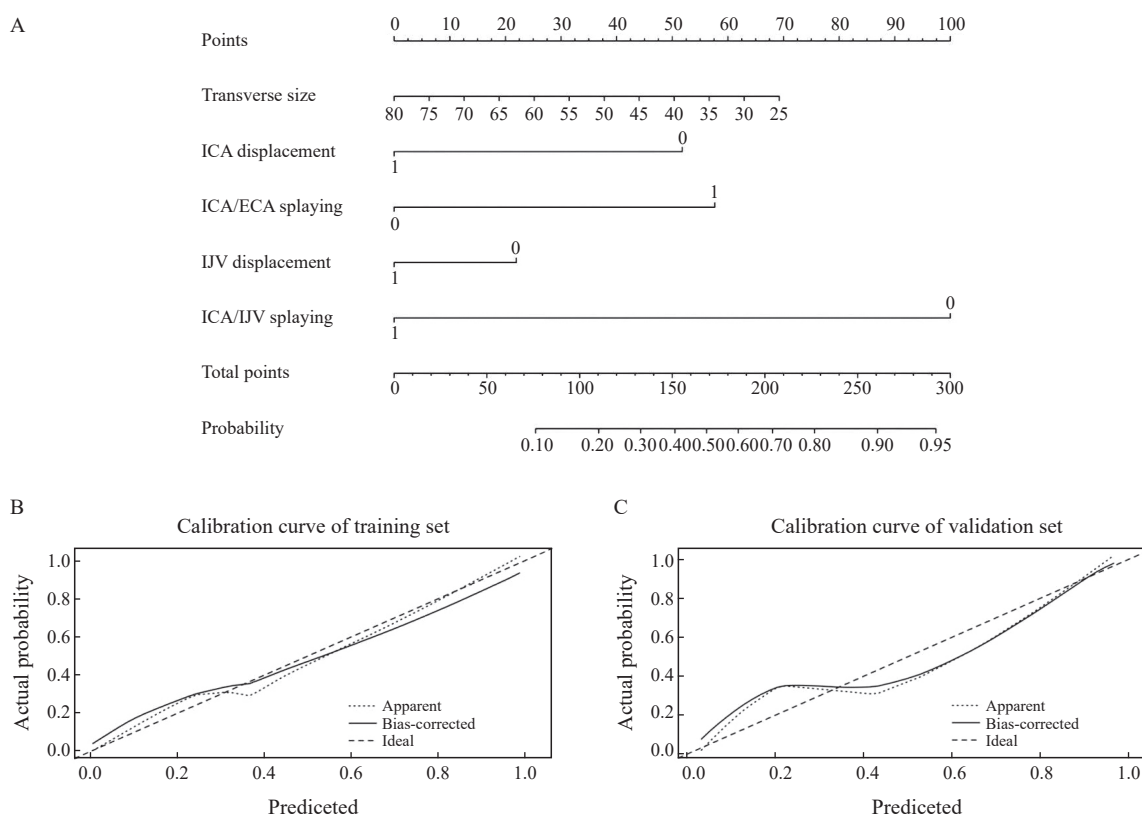 A
Points
0 10 20 30 40 50 60 70 80 90 100
Transverse size
80 75 70 65 60 55 50 45 40 35 30 25
ICA displacement
0
1
ICA/ECA splaying
1
0
IJV displacement
0
1
ICA/IJV splaying
0
1
Total points
0 50 100 150 200 250 300
Probability
0.10 0.20 0.30 0.40 0.50 0.60 0.70 0.80 0.90 0.95
B
Calibration curve of training set
Actual probability
1.0
0.8
0.6
0.4
0.2
0.0
Apparent
Bias-corrected
Ideal
0.0 0.2 0.4 0.6 0.8 1.0
Prediceted
C
Calibration curve of validation set
Actual probability
1.0
0.8
0.6
0.4
0.2
0.0
Apparent
Bias-corrected
Ideal
0.0 0.2 0.4 0.6 0.8 1.0
Prediceted